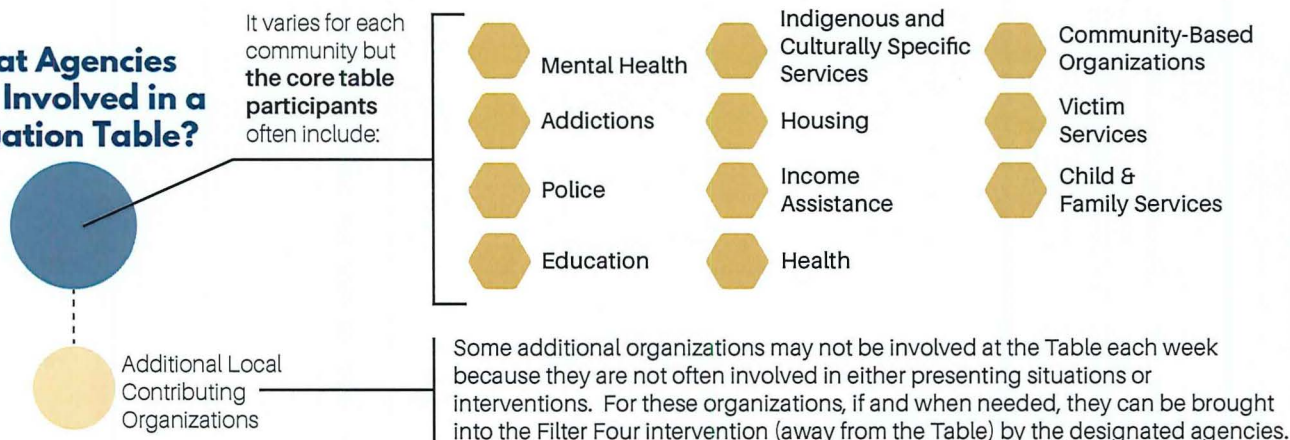 at Agencies
Involved in a
uation Table?
It varies for each
community but
the core table
participants
often include:
Mental Health
Addictions
Police
Education
Indigenous and
Culturally Specific
Services
Housing
Income
Assistance
Health
Community-Based
Organizations
Victim
Services
Child &
Family Services
Additional Local
Contributing
Organizations
Some additional organizations may not be involved at the Table each week
because they are not often involved in either presenting situations or
interventions. For these organizations, if and when needed, they can be brought
into the Filter Four intervention (away from the Table) by the designated agencies.